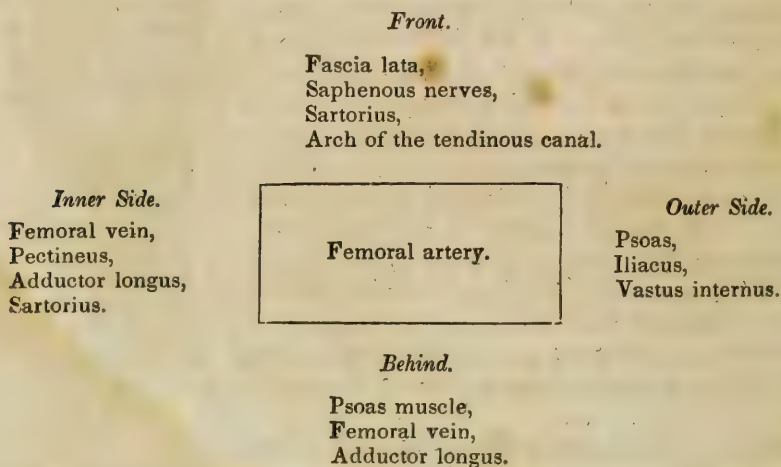 Front.
Fascia lata,
Saphenous nerves,
Sartorius,
Arch of the tendinous canal.
Inner Side.
Femoral vein,
Pectineus,
Adductor longus,
Sartorius.
Femoral artery.
Outer Side.
Psoas,
Iliacus,
Vastus internus.
Behind.
Psoas muscle,
Femoral vein,
Adductor longus.